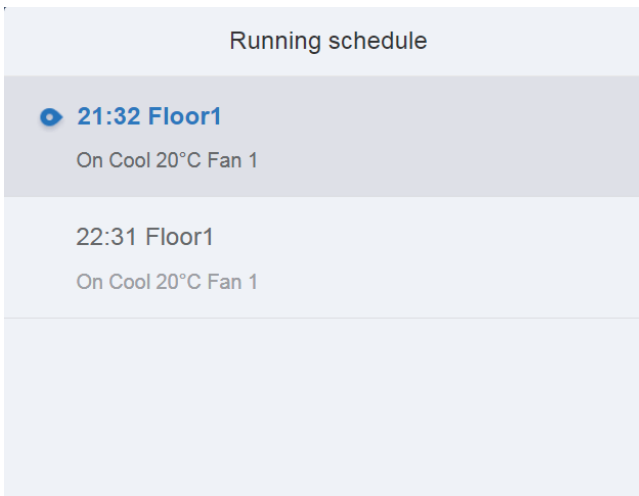 Running schedule
21:32 Floor1
On Cool 20°C Fan 1
22:31 Floor1
On Cool 20°C Fan 1